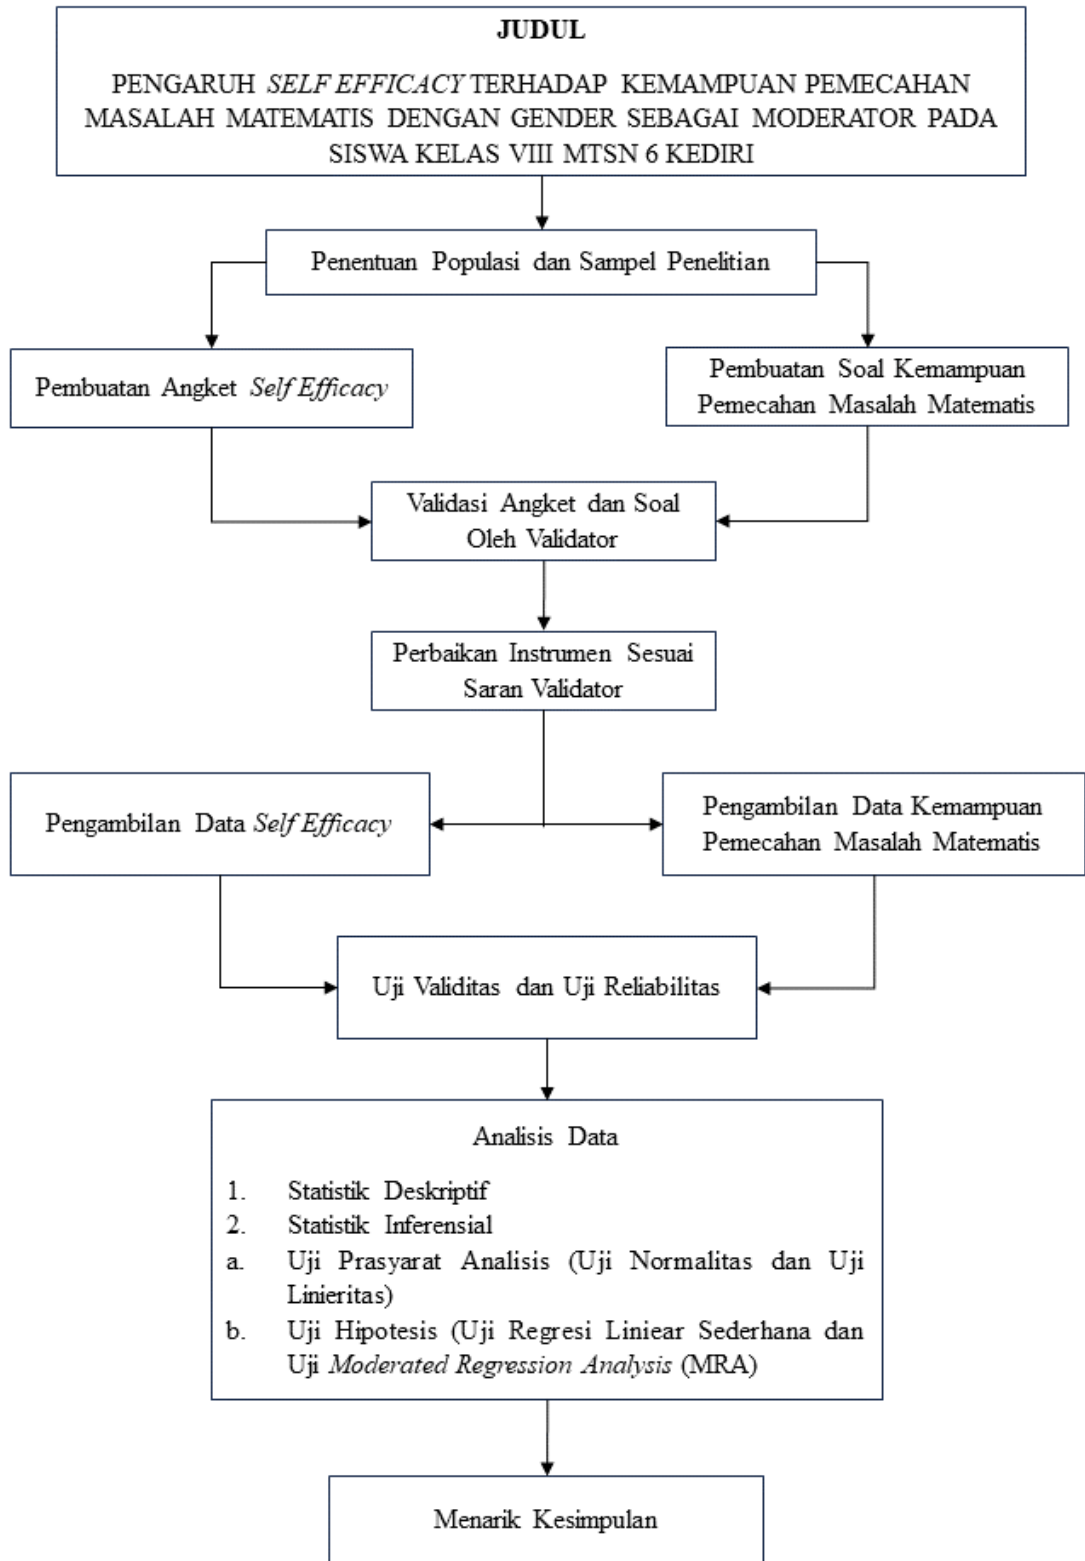 JUDUL
PENGARUH SELF EFFICACY TERHADAP KEMAMPUAN PEMECAHAN
MASALAH MATEMATIS DENGAN GENDER SEBAGAI MODERATOR PADA
SISWA KELAS VIII MTSN 6 KEDIRI
Penentuan Populasi dan Sampel Penelitian
Pembuatan Angket Self Efficacy
Pembuatan Soal Kemampuan
Pemecahan Masalah Matematis
Validasi Angket dan Soal
Oleh Validator
Perbaikan Instrumen Sesuai
Saran Validator
Pengambilan Data Self Efficacy
Pengambilan Data Kemampuan
Pemecahan Masalah Matematis
Uji Validitas dan Uji Reliabilitas
Analisis Data
1. Statistik Deskriptif
2. Statistik Inferensial
a. Uji Prasyarat Analisis (Uji Normalitas dan Uji
Linieritas)
b. Uji Hipotesis (Uji Regresi Liniear Sederhana dan
Uji Moderated Regression Analysis (MRA)
Menarik Kesimpulan